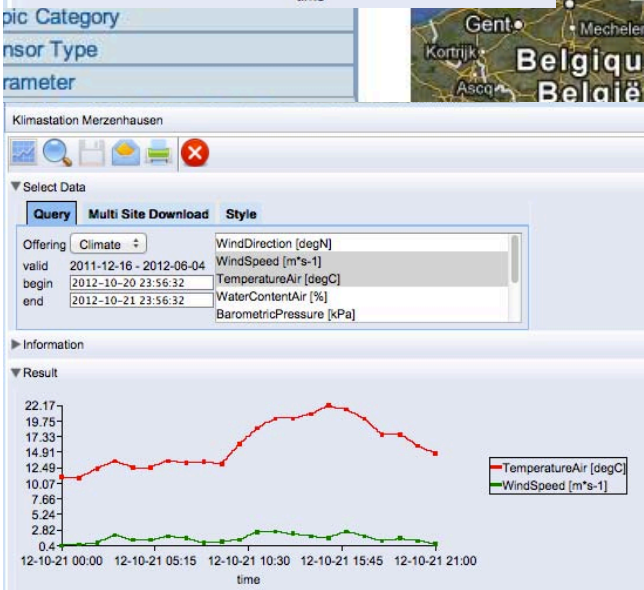 time
pic Category
nsor Type
rameter
Gent
Mechelen
Kortrijk
Belgiqu
Ascq
België
Klimastation Merzenhausen
Select Data
Query Multi Site Download Style
Offering Climate
valid 2011-12-16 - 2012-06-04
begin 2012-10-20 23:56:32
end 2012-10-21 23:56:32
WindDirection [degN]
WindSpeed [m*s-1]
TemperatureAir [degC]
WaterContentAir [%]
BarometricPressure [kPa]
Information
Result
22.17
19.75
17.33
14.91
12.49
10.07
7.66
5.24
2.82
0.4
12-10-21 00:00 12-10-21 05:15 12-10-21 10:30 12-10-21 15:45 12-10-21 21:00
time
TemperatureAir [degC]
WindSpeed [m*s-1]